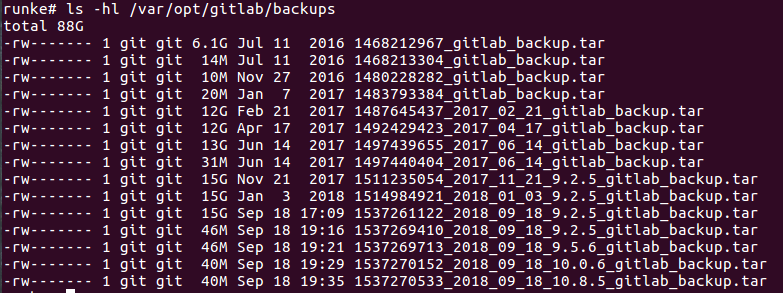 runke# ls -hl /var/opt/gitlab/backups
total 88G
-rw------- 1 git git 6.1G Jul 11  2016 1468212967_gitlab_backup.tar
-rw------- 1 git git  14M Jul 11  2016 1468213304_gitlab_backup.tar
-rw------- 1 git git  10M Nov 27  2016 1480228282_gitlab_backup.tar
-rw------- 1 git git  20M Jan  7  2017 1483793384_gitlab_backup.tar
-rw------- 1 git git  12G Feb 21  2017 1487645437_2017_02_21_gitlab_backup.tar
-rw------- 1 git git  12G Apr 17  2017 1492429423_2017_04_17_gitlab_backup.tar
-rw------- 1 git git  13G Jun 14  2017 1497439655_2017_06_14_gitlab_backup.tar
-rw------- 1 git git  31M Jun 14  2017 1497440404_2017_06_14_gitlab_backup.tar
-rw------- 1 git git  15G Nov 21  2017 1511235054_2017_11_21_9.2.5_gitlab_backup.tar
-rw------- 1 git git  15G Jan  3  2018 1514984921_2018_01_03_9.2.5_gitlab_backup.tar
-rw------- 1 git git  15G Sep 18 17:09 1537261122_2018_09_18_9.2.5_gitlab_backup.tar
-rw------- 1 git git  46M Sep 18 19:16 1537269410_2018_09_18_9.2.5_gitlab_backup.tar
-rw------- 1 git git  46M Sep 18 19:21 1537269713_2018_09_18_9.5.6_gitlab_backup.tar
-rw------- 1 git git  40M Sep 18 19:29 1537270152_2018_09_18_10.0.6_gitlab_backup.tar
-rw------- 1 git git  40M Sep 18 19:35 1537270533_2018_09_18_10.8.5_gitlab_backup.tar